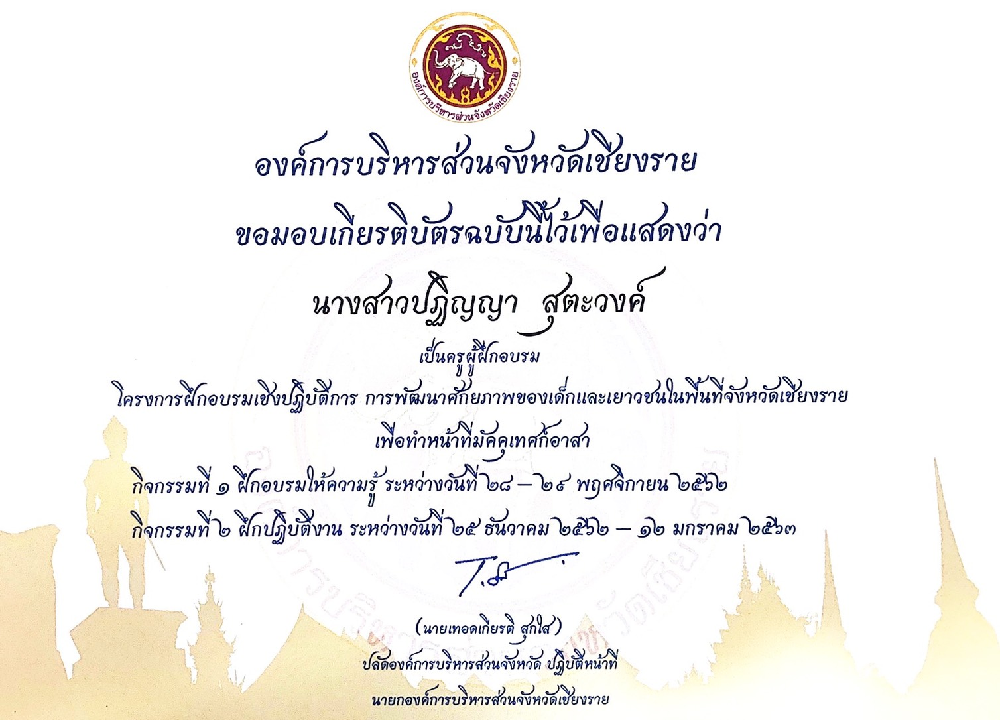 องค์การบริหารส่วนจังหวัดเชียงราย
องค์การบริหารส่วนจังหวัดเชียงราย
ขอมอบเกียรติบัตรฉบับนี้ไว้เพื่อแสดงว่า
นางสาวปฏิญญา สุตะวงค์
เป็นครูผู้ฝึกอบรม
โครงการฝึกอบรมเชิงปฏิบัติการ การพัฒนาศักยภาพของเด็กและเยาวชนในพื้นที่จังหวัดเชียงราย
เพื่อทำหน้าที่มัคคุเทศก์อาสา
กิจกรรมที่ ๑ ฝึกอบรมให้ความรู้ ระหว่างวันที่ ๒๘ – ๒๙ พฤศจิกายน ๒๕๖๒
กิจกรรมที่ ๒ ฝึกปฏิบัติงาน ระหว่างวันที่ ๒๕ ธันวาคม ๒๕๖๒ – ๑๒ มกราคม ๒๕๖๓
(นายเทอดเกียรติ สุกใส)
ปลัดองค์การบริหารส่วนจังหวัด ปฏิบัติหน้าที่
นายกองค์การบริหารส่วนจังหวัดเชียงราย